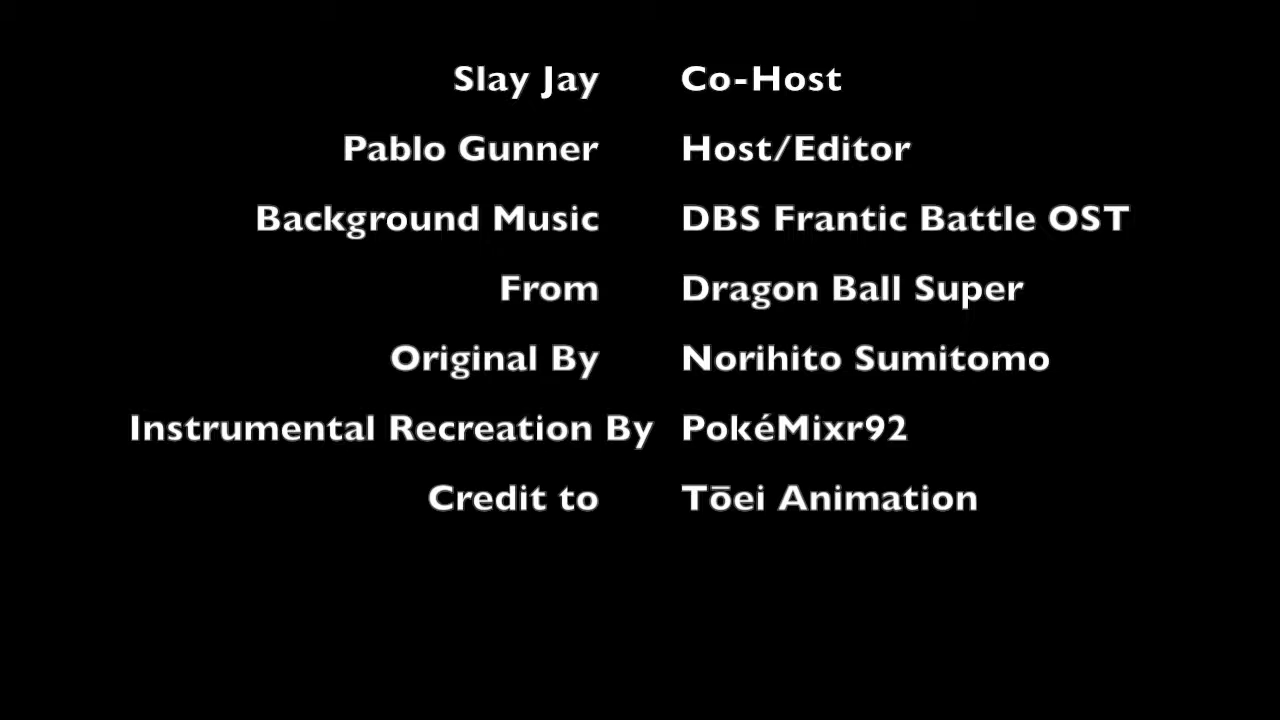 Slay Jay Co-Host
Pablo Gunner Host/Editor
Background Music DBS Frantic Battle OST
From Dragon Ball Super
Original By Norihito Sumitomo
Instrumental Recreation By PokéMixr92
Credit to Tōei Animation